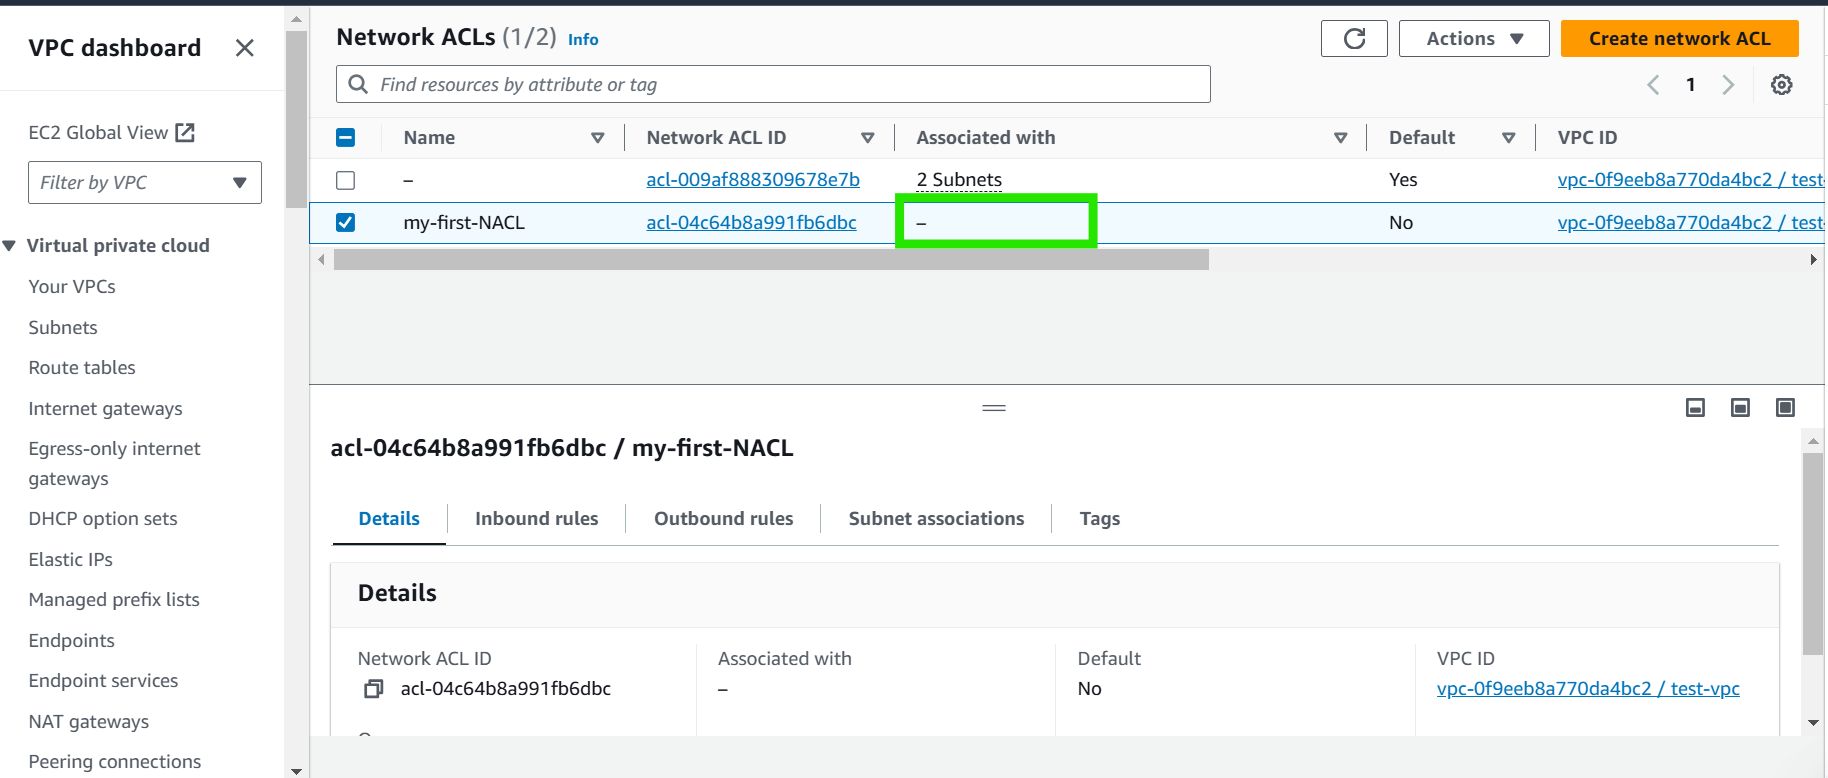 VPC dashboard
EC2 Global View
Filter by VPC
Virtual private cloud
Your VPCs
Subnets
Route tables
Internet gateways
Egress-only internet
gateways
DHCP option sets
Elastic IPs
Managed prefix lists
Endpoints
Endpoint services
NAT gateways
Peering connections
Network ACLs (1/2) Info
Actions
Create network ACL
Find resources by attribute or tag
1
Name Network ACL ID Associated with Default VPC ID
– acl-009af888309678e7b 2 Subnets Yes vpc-0f9eeb8a770da4bc2 / test-
my-first-NACL acl-04c64b8a991fb6dbc – No vpc-0f9eeb8a770da4bc2 / test-
acl-04c64b8a991fb6dbc / my-first-NACL
Details Inbound rules Outbound rules Subnet associations Tags
Details
Network ACL ID Associated with Default VPC ID
acl-04c64b8a991fb6dbc – No vpc-0f9eeb8a770da4bc2 / test-vpc